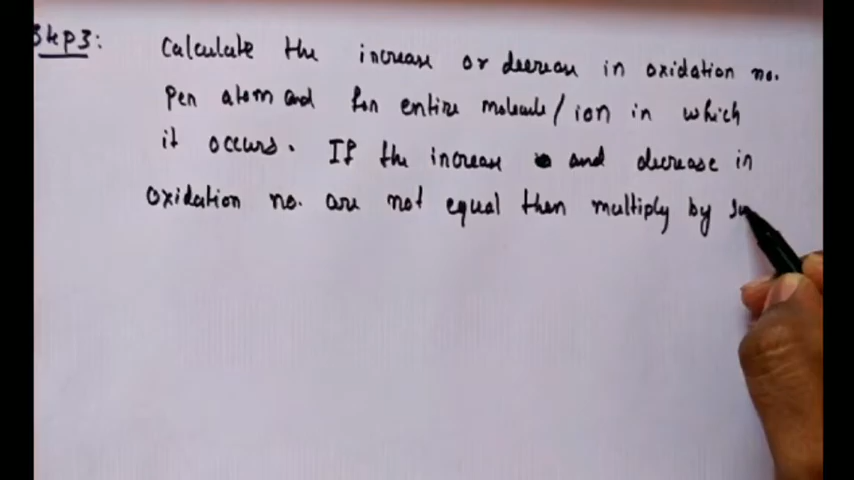 Step3: Calculate the increase or decrease in oxidation no.
Per atom and for entire molecule/ion in which
it occurs. If the increase and decrease in
oxidation no. are not equal then multiply by su